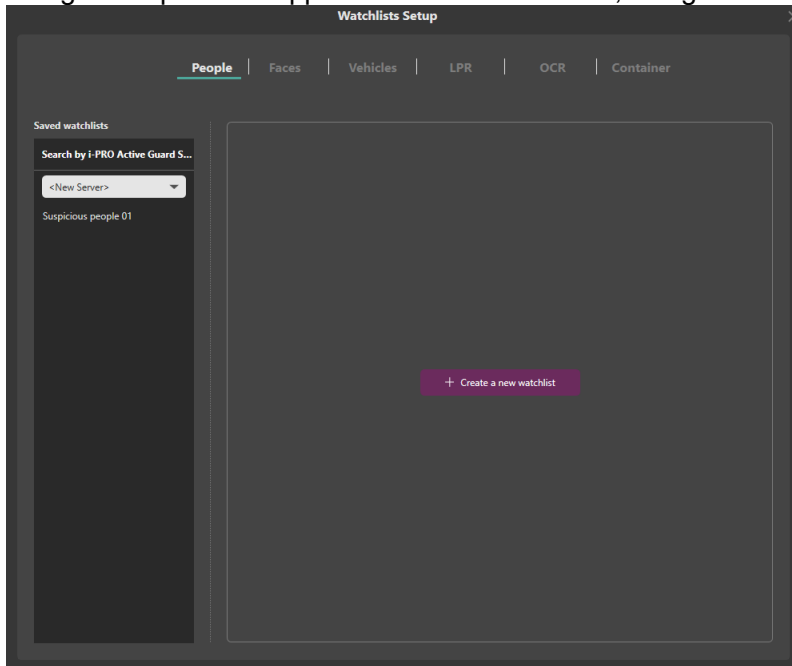 Watchlists Setup
People | Faces | Vehicles | LPR | OCR | Container
Saved watchlists
Search by i-PRO Active Guard S...
<New Server>
Suspicious people 01
+ Create a new watchlist